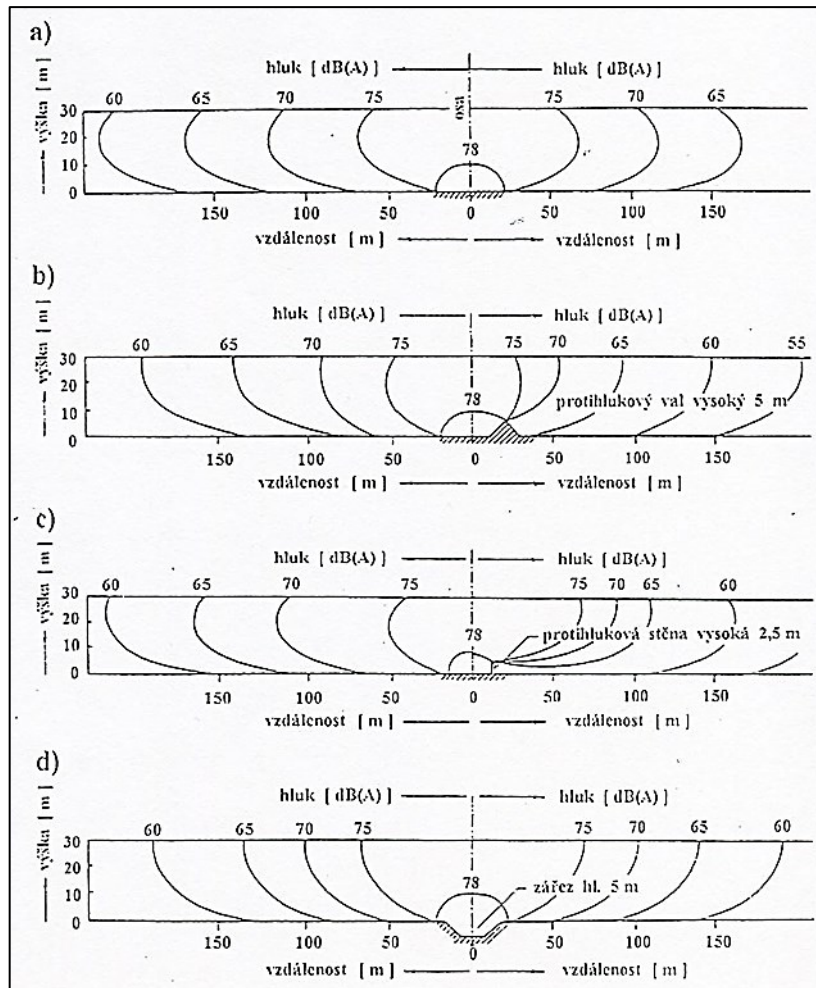 a)
hluk [ dB(A) ] hluk [ dB(A) ]
60 65 70 75 osa 75 70 65
výška [ m ]
30
20
10
0
78
150 100 50 0 50 100 150
vzdálenost [ m ] vzdálenost [ m ]
b)
hluk [ dB(A) ] hluk [ dB(A) ]
60 65 70 75 75 70 65 60 55
výška [ m ]
30
20
10
0
78
protihlukový val vysoký 5 m
150 100 50 0 50 100 150
vzdálenost [ m ] vzdálenost [ m ]
c)
hluk [ dB(A) ] hluk [ dB(A) ]
60 65 70 75 75 70 65 60
výška [ m ]
30
20
10
0
78
protihluková stěna vysoká 2,5 m
150 100 50 0 50 100 150
vzdálenost [ m ] vzdálenost [ m ]
d)
hluk [ dB(A) ] hluk [ dB(A) ]
60 65 70 75 75 70 65 60
výška [ m ]
30
20
10
0
78
zářez hl. 5 m
150 100 50 0 50 100 150
vzdálenost [ m ] vzdálenost [ m ]